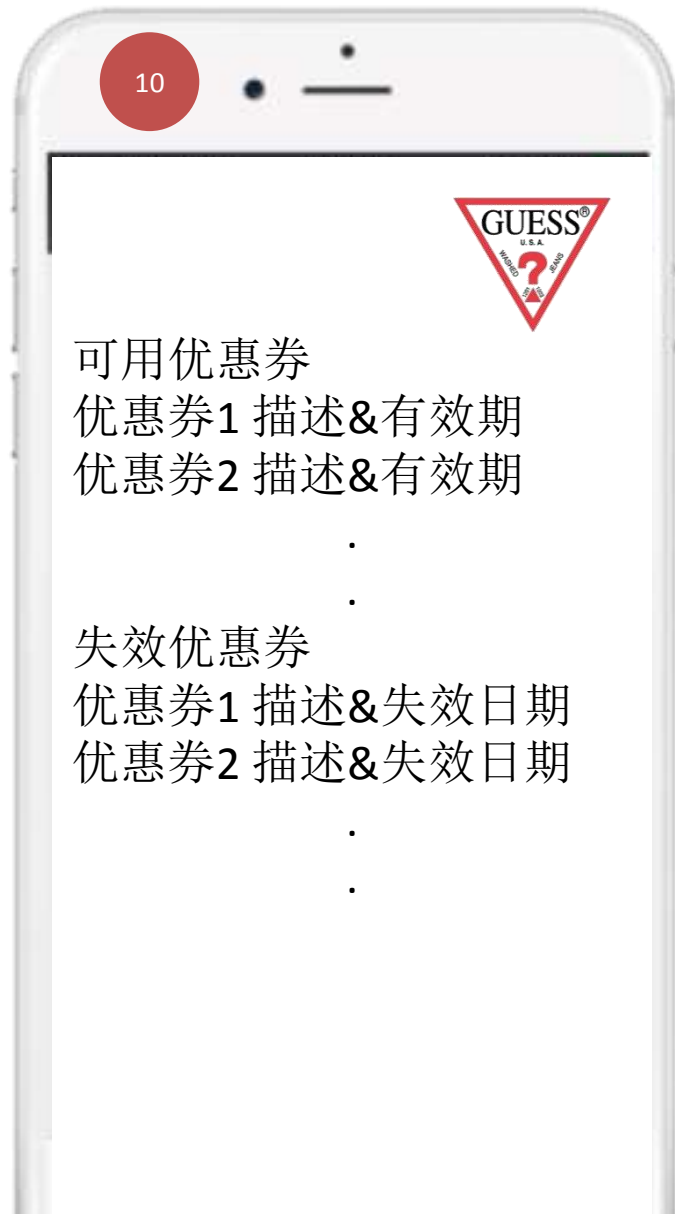 10
GUESS®
U.S.A.
WASHED
JEANS
?
可用优惠券
优惠券1 描述&有效期
优惠券2 描述&有效期
.
.
失效优惠券
优惠券1 描述&失效日期
优惠券2 描述&失效日期
.
.